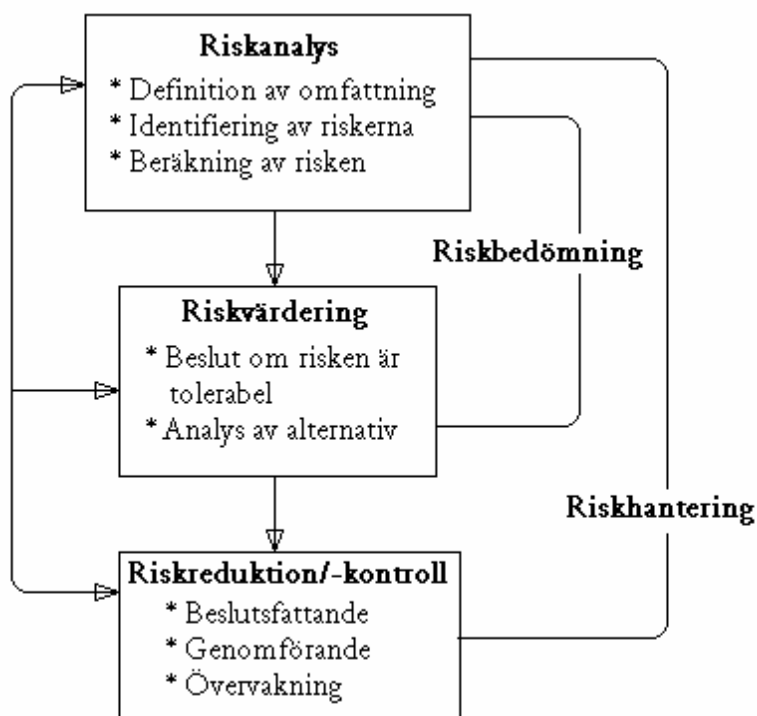 Riskanalys
* Definition av omfattning
* Identifiering av riskerna
* Beräkning av risken
Riskbedömning
Riskvärdering
* Beslut om risken är
tolerabel
* Analys av alternativ
Riskhantering
Riskreduktion/-kontroll
* Beslutsfattande
* Genomförande
* Övervakning